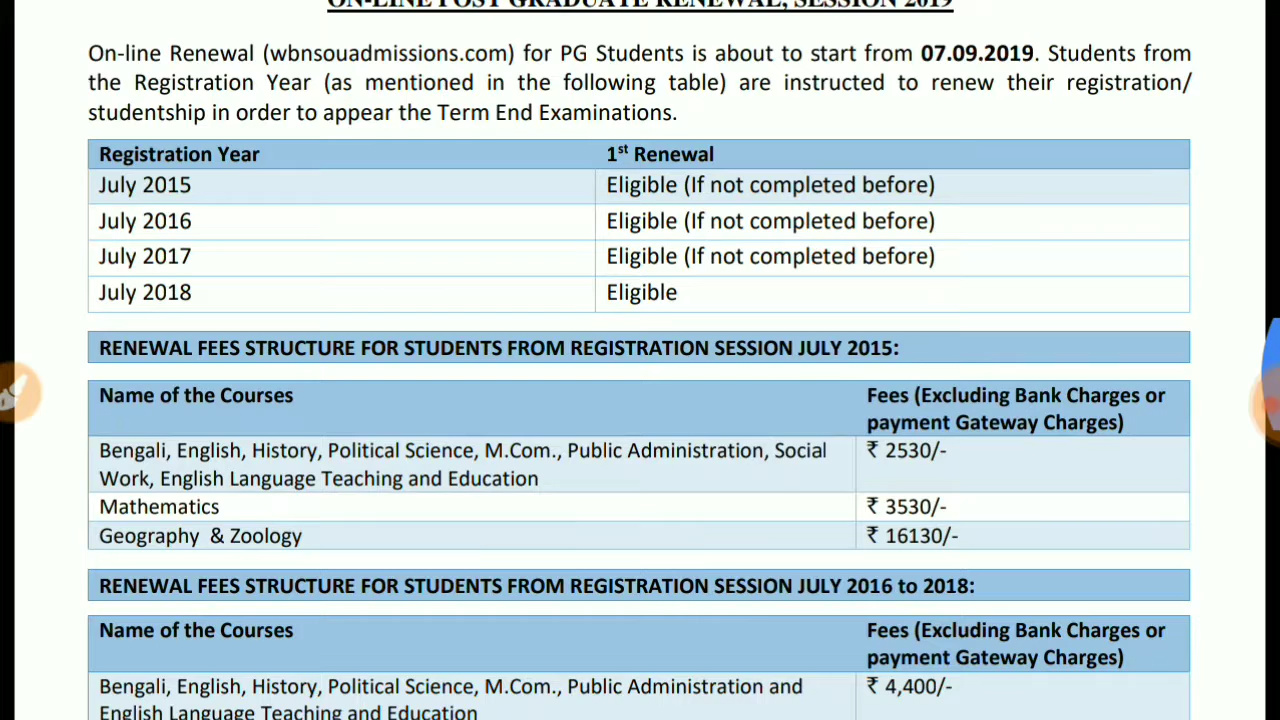 ON-LINE POST GRADUATE RENEWAL, SESSION 2019
On-line Renewal (wbnsouadmissions.com) for PG Students is about to start from 07.09.2019. Students from
the Registration Year (as mentioned in the following table) are instructed to renew their registration/
studentship in order to appear the Term End Examinations.
Registration Year 1st Renewal
July 2015 Eligible (If not completed before)
July 2016 Eligible (If not completed before)
July 2017 Eligible (If not completed before)
July 2018 Eligible
RENEWAL FEES STRUCTURE FOR STUDENTS FROM REGISTRATION SESSION JULY 2015:
Name of the Courses Fees (Excluding Bank Charges or
payment Gateway Charges)
Bengali, English, History, Political Science, M.Com., Public Administration, Social ₹ 2530/-
Work, English Language Teaching and Education
Mathematics ₹ 3530/-
Geography & Zoology ₹ 16130/-
RENEWAL FEES STRUCTURE FOR STUDENTS FROM REGISTRATION SESSION JULY 2016 to 2018:
Name of the Courses Fees (Excluding Bank Charges or
payment Gateway Charges)
Bengali, English, History, Political Science, M.Com., Public Administration and ₹ 4,400/-
English Language Teaching and Education